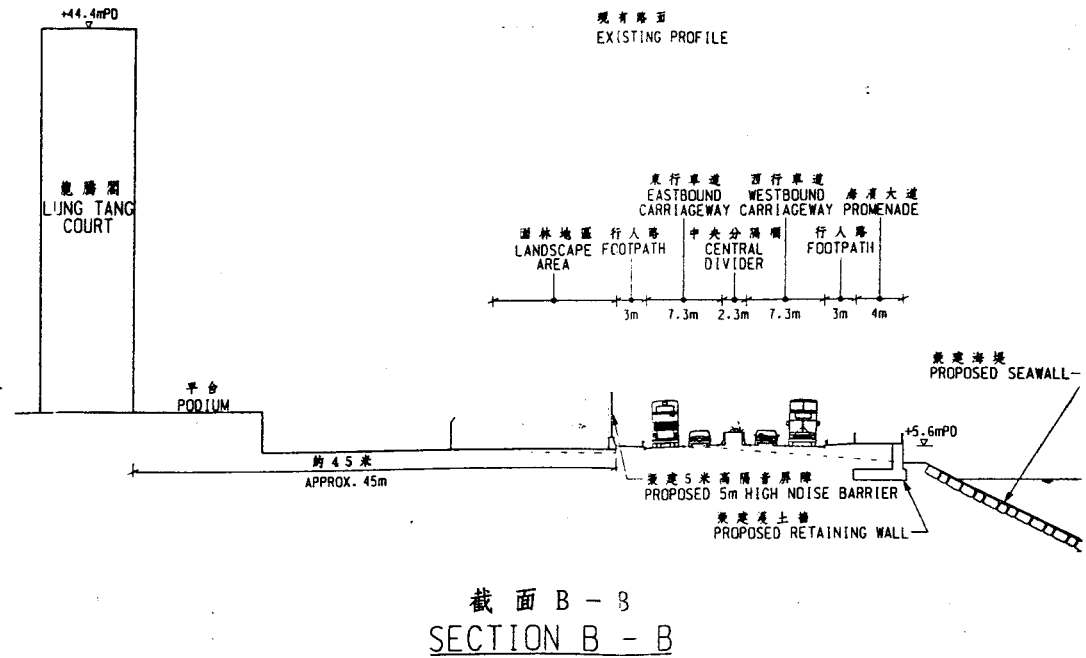 +44.4mPD
現有路面
EXISTING PROFILE
龍騰閣
LUNG TANG
COURT
東行車道
EASTBOUND
CARRIAGEWAY
西行車道
WESTBOUND
CARRIAGEWAY
海濱大道
PROMENADE
園林地區
LANDSCAPE
AREA
行人路
FOOTPATH
中央分隔欄
CENTRAL
DIVIDER
行人路
FOOTPATH
3m
7.3m
2.3m
7.3m
3m
4m
擬建海堤
PROPOSED SEAWALL
平台
PODIUM
+5.6mPD
約45米
APPROX. 45m
擬建5米高隔音屏障
PROPOSED 5m HIGH NOISE BARRIER
擬建護土牆
PROPOSED RETAINING WALL
截面 B - B
SECTION B - B